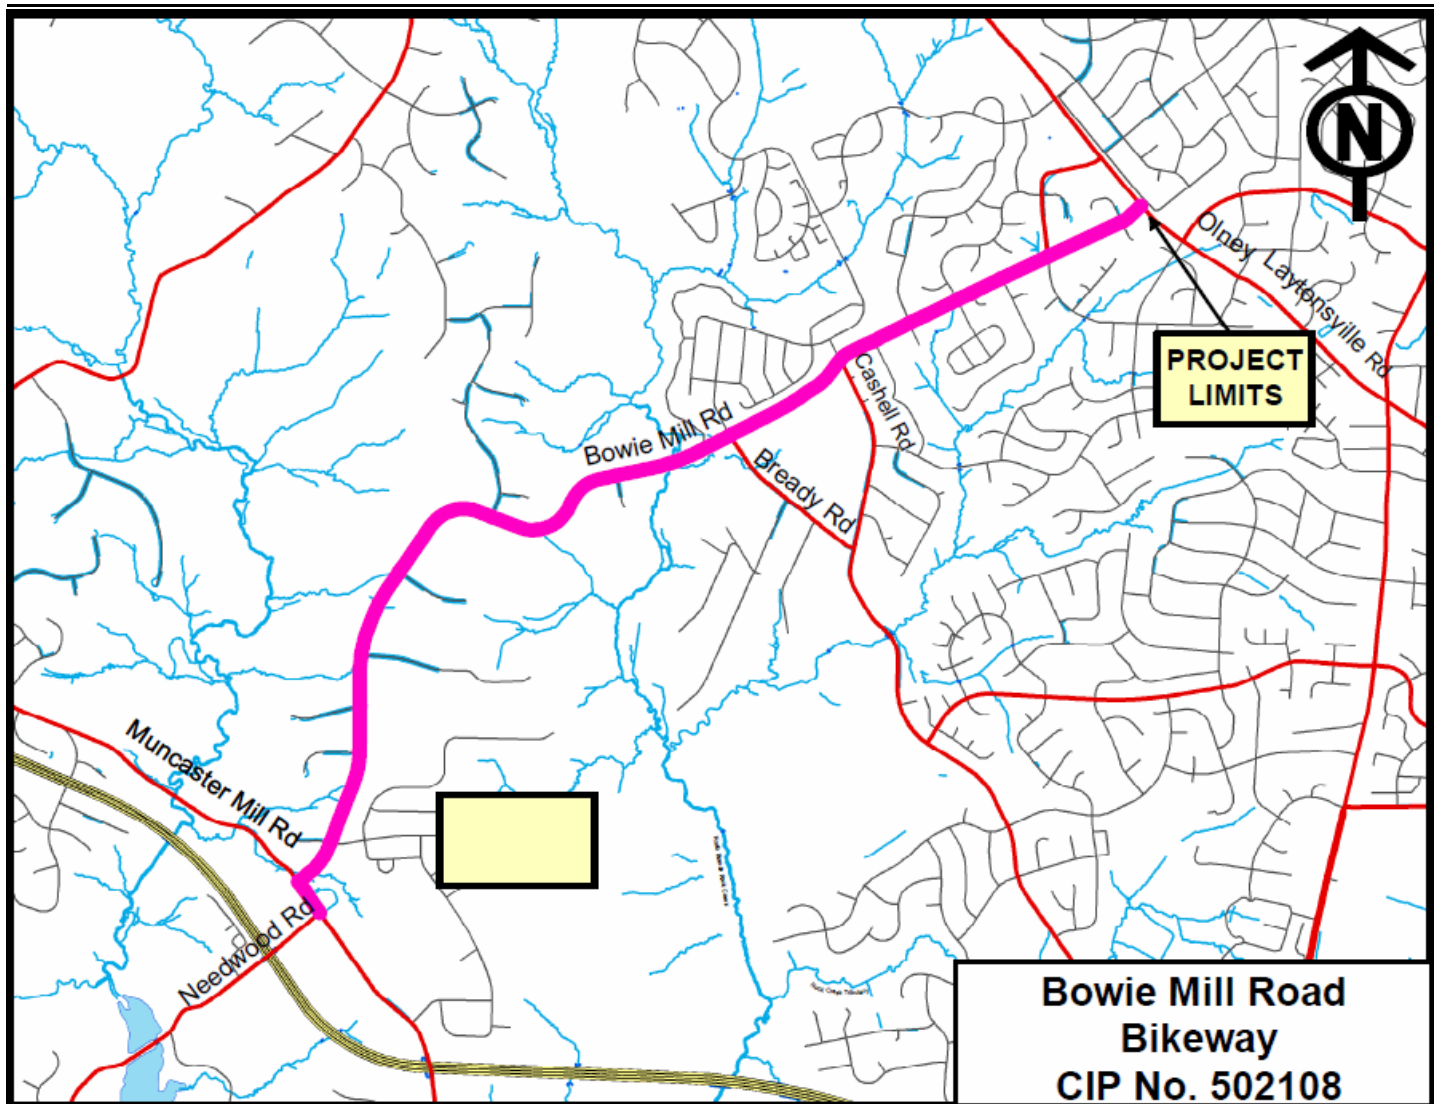 N
Olney Laytonsville Rd
PROJECT
LIMITS
Cashell Rd
Bowie Mill Rd
Bready Rd
Muncaster Mill Rd
Needwood Rd
Bowie Mill Road
Bikeway
CIP No. 502108